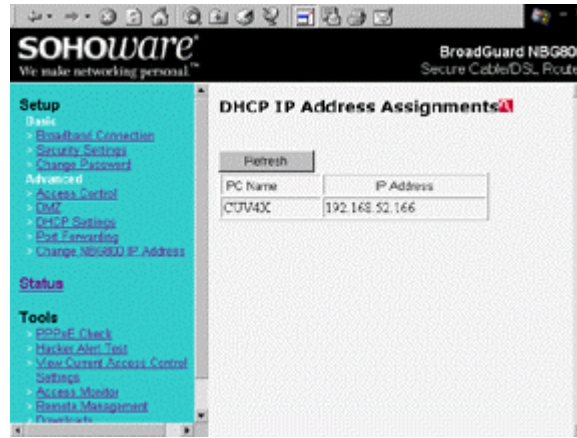 SOHOware
We make networking personal.™
BroadGuard NBG80
Secure Cable/DSL Route
Setup
Basic
> Broadband Connection
> Security Settings
> Change Password
Advanced
> Access Control
> DMZ
> DHCP Settings
> Port Forwarding
> Change NBG800 IP Address
Status
Tools
> PPPoE Check
> Hacker Alert Test
> View Current Access Control
Settings
> Access Monitor
> Remote Management
> Downloads
DHCP IP Address Assignments
Refresh
PC Name IP Address
CUV4X 192.168.52.166